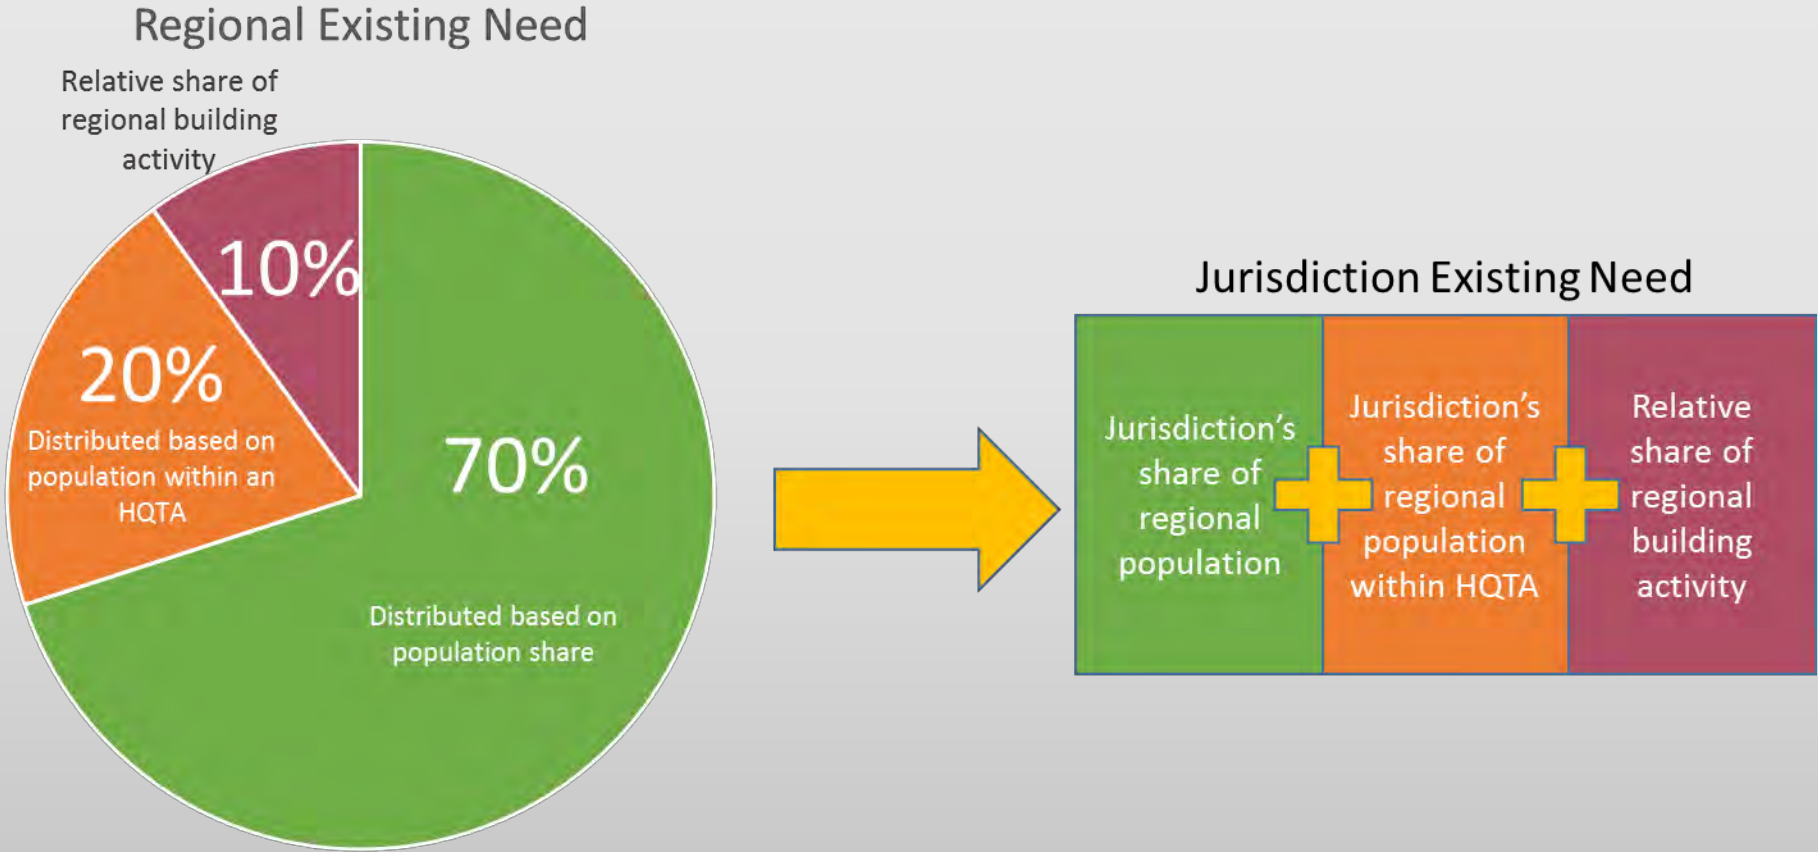 Regional Existing Need
Relative share of
regional building
activity
10%
20%
Distributed based on
population within an
HQTA
70%
Distributed based on
population share
Jurisdiction Existing Need
Jurisdiction’s
share of
regional
population
Jurisdiction’s
share of
regional
population
within HQTA
Relative
share of
regional
building
activity